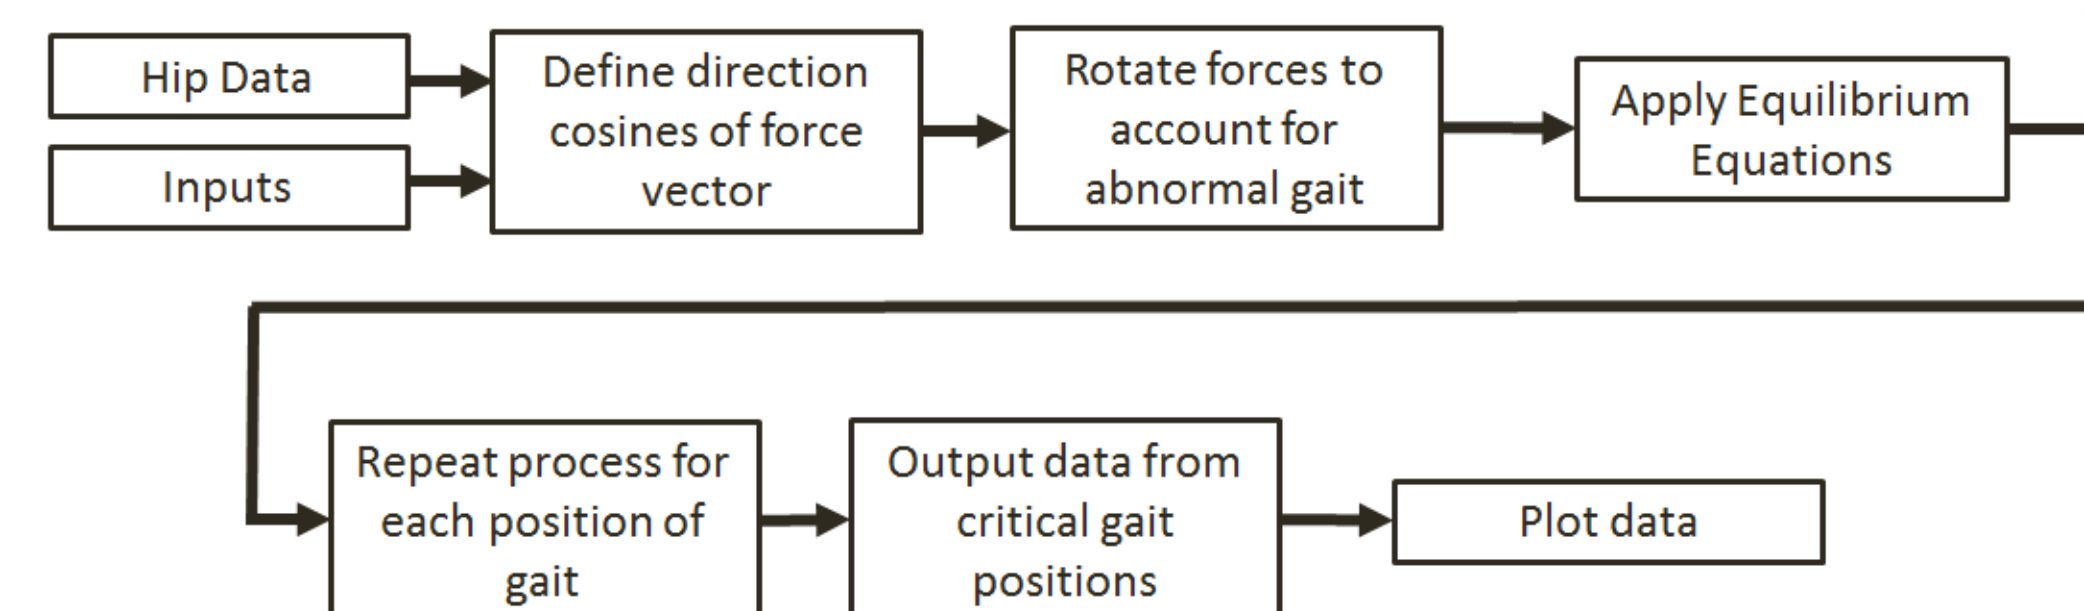 Hip Data
Inputs
Define direction
cosines of force
vector
Rotate forces to
account for
abnormal gait
Apply Equilibrium
Equations
Repeat process for
each position of
gait
Output data from
critical gait
positions
Plot data